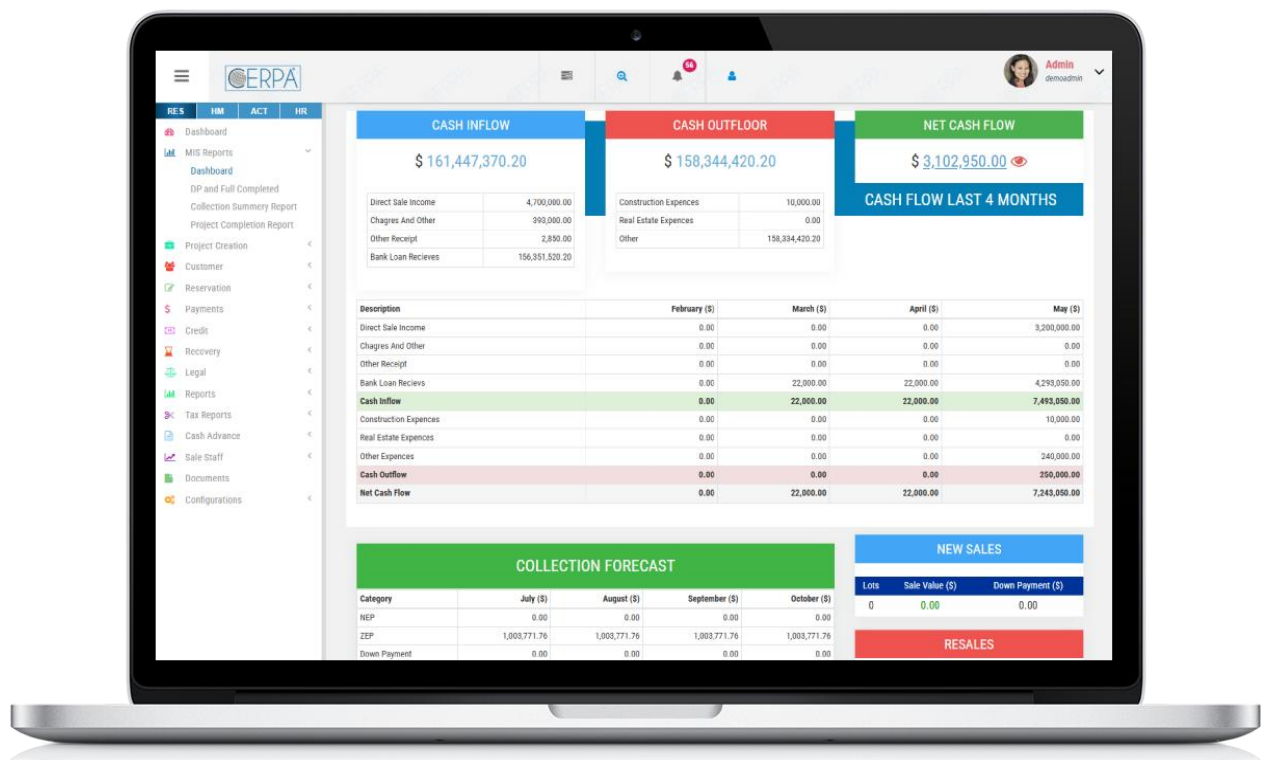 CERPA
56
Admin
demoadmin
RES HM ACT HR
Dashboard
MIS Reports
Dashboard
DP and Full Completed
Collection Summery Report
Project Completion Report
Project Creation
Customer
Reservation
Payments
Credit
Recovery
Legal
Reports
Tax Reports
Cash Advance
Sale Staff
Documents
Configurations
CASH INFLOW
$ 161,447,370.20
Direct Sale Income 4,700,000.00
Chagres And Other 393,000.00
Other Receipt 2,850.00
Bank Loan Recieves 156,351,520.20
CASH OUTFLOOR
$ 158,344,420.20
Construction Expences 10,000.00
Real Estate Expences 0.00
Other 158,334,420.20
NET CASH FLOW
$ 3,102,950.00
CASH FLOW LAST 4 MONTHS
Description February ($) March ($) April ($) May ($)
Direct Sale Income 0.00 0.00 0.00 3,200,000.00
Chagres And Other 0.00 0.00 0.00 0.00
Other Receipt 0.00 0.00 0.00 0.00
Bank Loan Recievs 0.00 22,000.00 22,000.00 4,293,050.00
Cash Inflow 0.00 22,000.00 22,000.00 7,493,050.00
Construction Expences 0.00 0.00 0.00 10,000.00
Real Estate Expences 0.00 0.00 0.00 0.00
Other Expences 0.00 0.00 0.00 240,000.00
Cash Outflow 0.00 0.00 0.00 250,000.00
Net Cash Flow 0.00 22,000.00 22,000.00 7,243,050.00
COLLECTION FORECAST
Category July ($) August ($) September ($) October ($)
NEP 0.00 0.00 0.00 0.00
ZEP 1,003,771.76 1,003,771.76 1,003,771.76 1,003,771.76
Down Payment 0.00 0.00 0.00 0.00
NEW SALES
Lots Sale Value ($) Down Payment ($)
0 0.00 0.00
RESALES